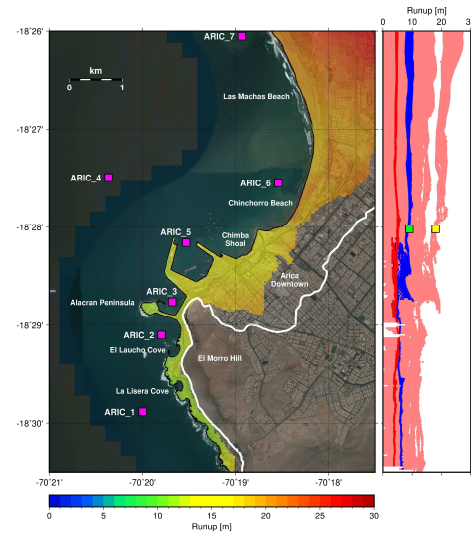 Runup [m]
0 10 20 3
-18°26'
-18°27'
-18°28'
-18°29'
-18°30'
ARIC_7
km
0 1
Las Machas Beach
ARIC_4
ARIC_6
Chinchorro Beach
ARIC_5
Chimba
Shoal
Arica
Downtown
ARIC_3
Alacran Peninsula
ARIC_2
El Laucho Cove
El Morro Hill
La Lisera Cove
ARIC_1
-70°21' -70°20' -70°19' -70°18'
0 5 10 15 20 25 30
Runup [m]